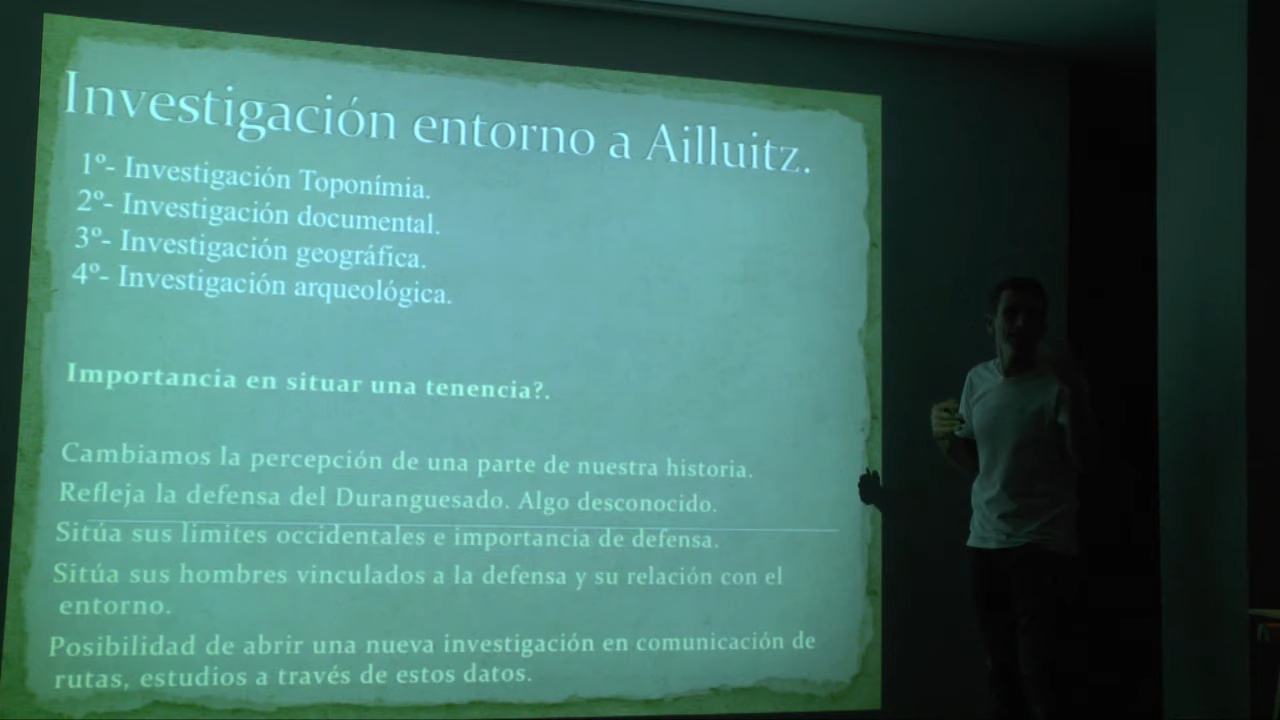 Investigación entorno a Ailluitz.
1º- Investigación Toponímia.
2º- Investigación documental.
3º- Investigación geográfica.
4º- Investigación arqueológica.
Importancia en situar una tenencia?.
Cambiamos la percepción de una parte de nuestra historia.
Refleja la defensa del Duranguesado. Algo desconocido.
Sitúa sus limites occidentales e importancia de defensa.
Sitúa sus hombres vinculados a la defensa y su relación con el
entorno.
Posibilidad de abrir una nueva investigación en comunicación de
rutas, estudios a través de estos datos.